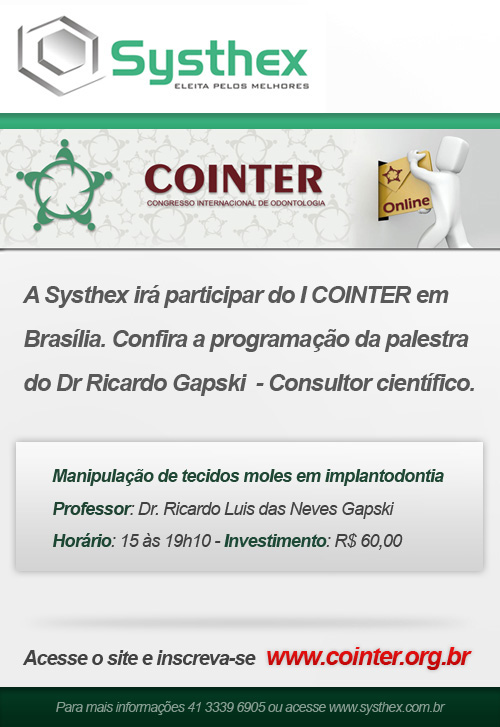 Systhex
ELEITA PELOS MELHORES
COINTER
CONGRESSO INTERNACIONAL DE ODONTOLOGIA
Online
A Systhex irá participar do I COINTER em
Brasília. Confira a programação da palestra
do Dr Ricardo Gapski - Consultor científico.
Manipulação de tecidos moles em implantodontia
Professor: Dr. Ricardo Luis das Neves Gapski
Horário: 15 às 19h10 - Investimento: R$ 60,00
Acesse o site e inscreva-se www.cointer.org.br
Para mais informações 41 3339 6905 ou acesse www.systhex.com.br